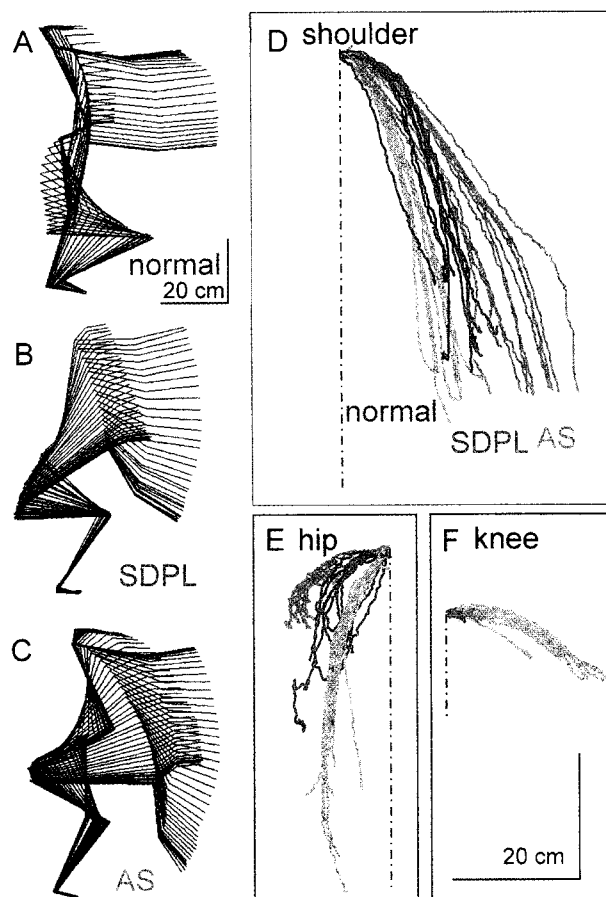 A
normal
20 cm
B
SDPL
C
AS
D shoulder
normal
SDPL AS
E hip
F knee
20 cm